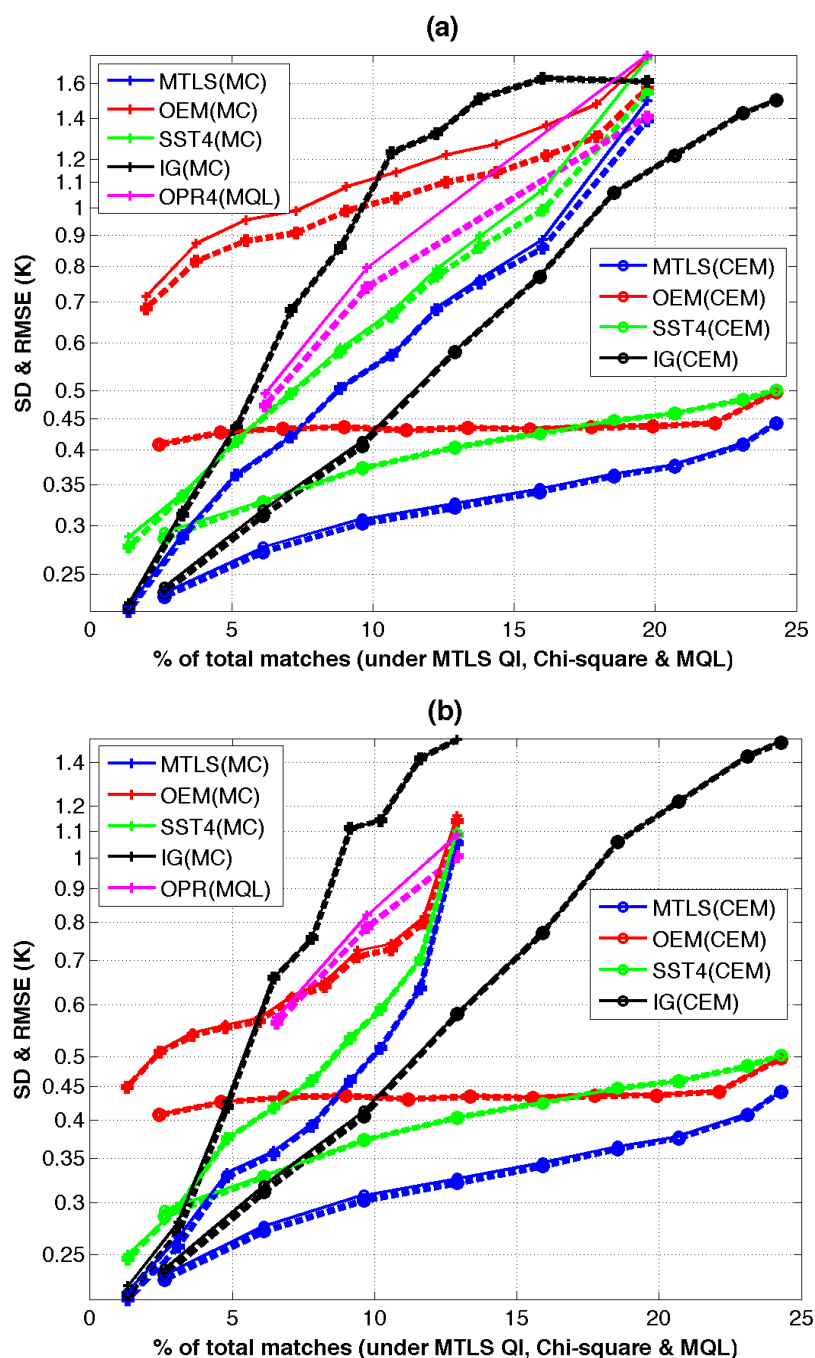 (a)
SD & RMSE (K)
1.6
1.4
1.2
1.1
1
0.9
0.8
0.7
0.6
0.5
0.45
0.4
0.35
0.3
0.25
MTLS(MC)
OEM(MC)
SST4(MC)
IG(MC)
OPR4(MQL)
MTLS(CEM)
OEM(CEM)
SST4(CEM)
IG(CEM)
0 5 10 15 20 25
% of total matches (under MTLS QI, Chi-square & MQL)
(b)
SD & RMSE (K)
1.4
1.2
1.1
1
0.9
0.8
0.7
0.6
0.5
0.45
0.4
0.35
0.3
0.25
MTLS(MC)
OEM(MC)
SST4(MC)
IG(MC)
OPR(MQL)
MTLS(CEM)
OEM(CEM)
SST4(CEM)
IG(CEM)
0 5 10 15 20 25
% of total matches (under MTLS QI, Chi-square & MQL)